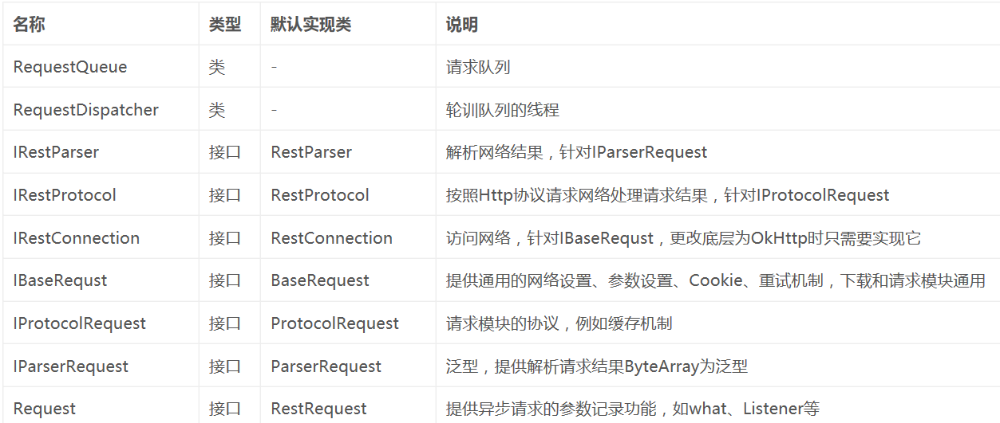 名称 类型 默认实现类 说明
RequestQueue 类 - 请求队列
RequestDispatcher 类 - 轮训队列的线程
IRestParser 接口 RestParser 解析网络结果，针对IParserRequest
IRestProtocol 接口 RestProtocol 按照Http协议请求网络处理请求结果，针对IProtocolRequest
IRestConnection 接口 RestConnection 访问网络，针对IBaseRequst，更改底层为OkHttp时只需要实现它
IBaseRequst 接口 BaseRequest 提供通用的网络设置、参数设置、Cookie、重试机制，下载和请求模块通用
IProtocolRequest 接口 ProtocolRequest 请求模块的协议，例如缓存机制
IParserRequest 接口 ParserRequest 泛型，提供解析请求结果ByteArray为泛型
Request 接口 RestRequest 提供异步请求的参数记录功能，如what、Listener等